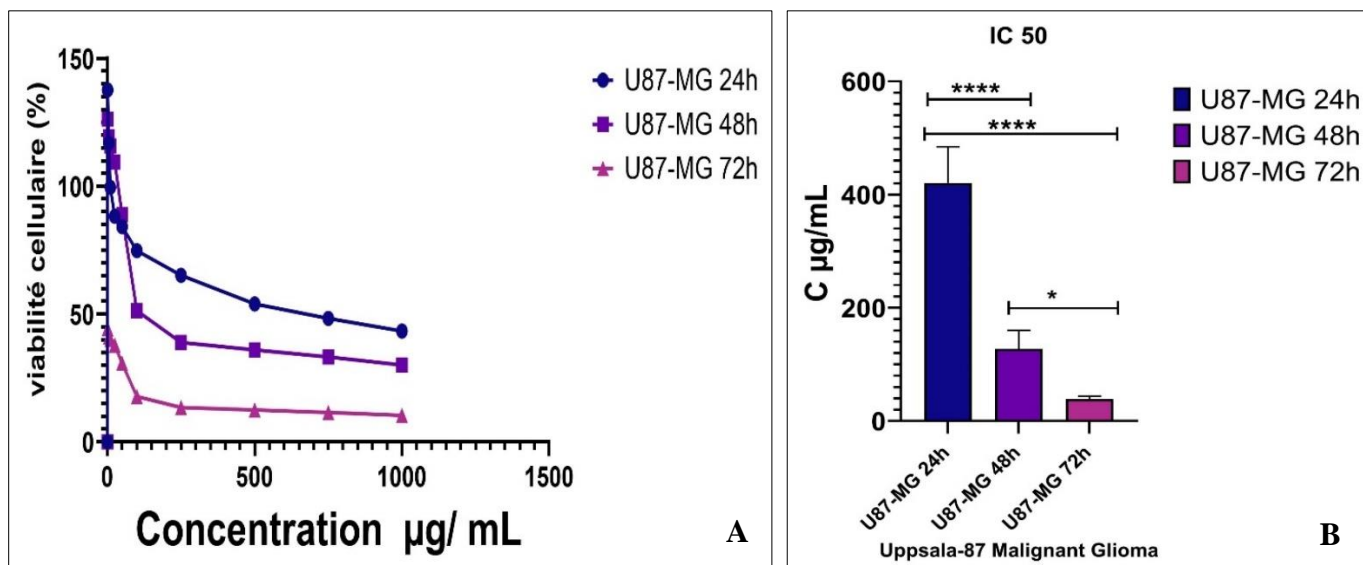 150
100
50
0
viabilité cellulaire (%)
0 500 1000 1500
Concentration µg/ mL
U87-MG 24h
U87-MG 48h
U87-MG 72h
A
IC 50
600
400
200
0
C µg/mL
****
****
*
U87-MG 24h
U87-MG 48h
U87-MG 72h
Uppsala-87 Malignant Glioma
U87-MG 24h
U87-MG 48h
U87-MG 72h
B